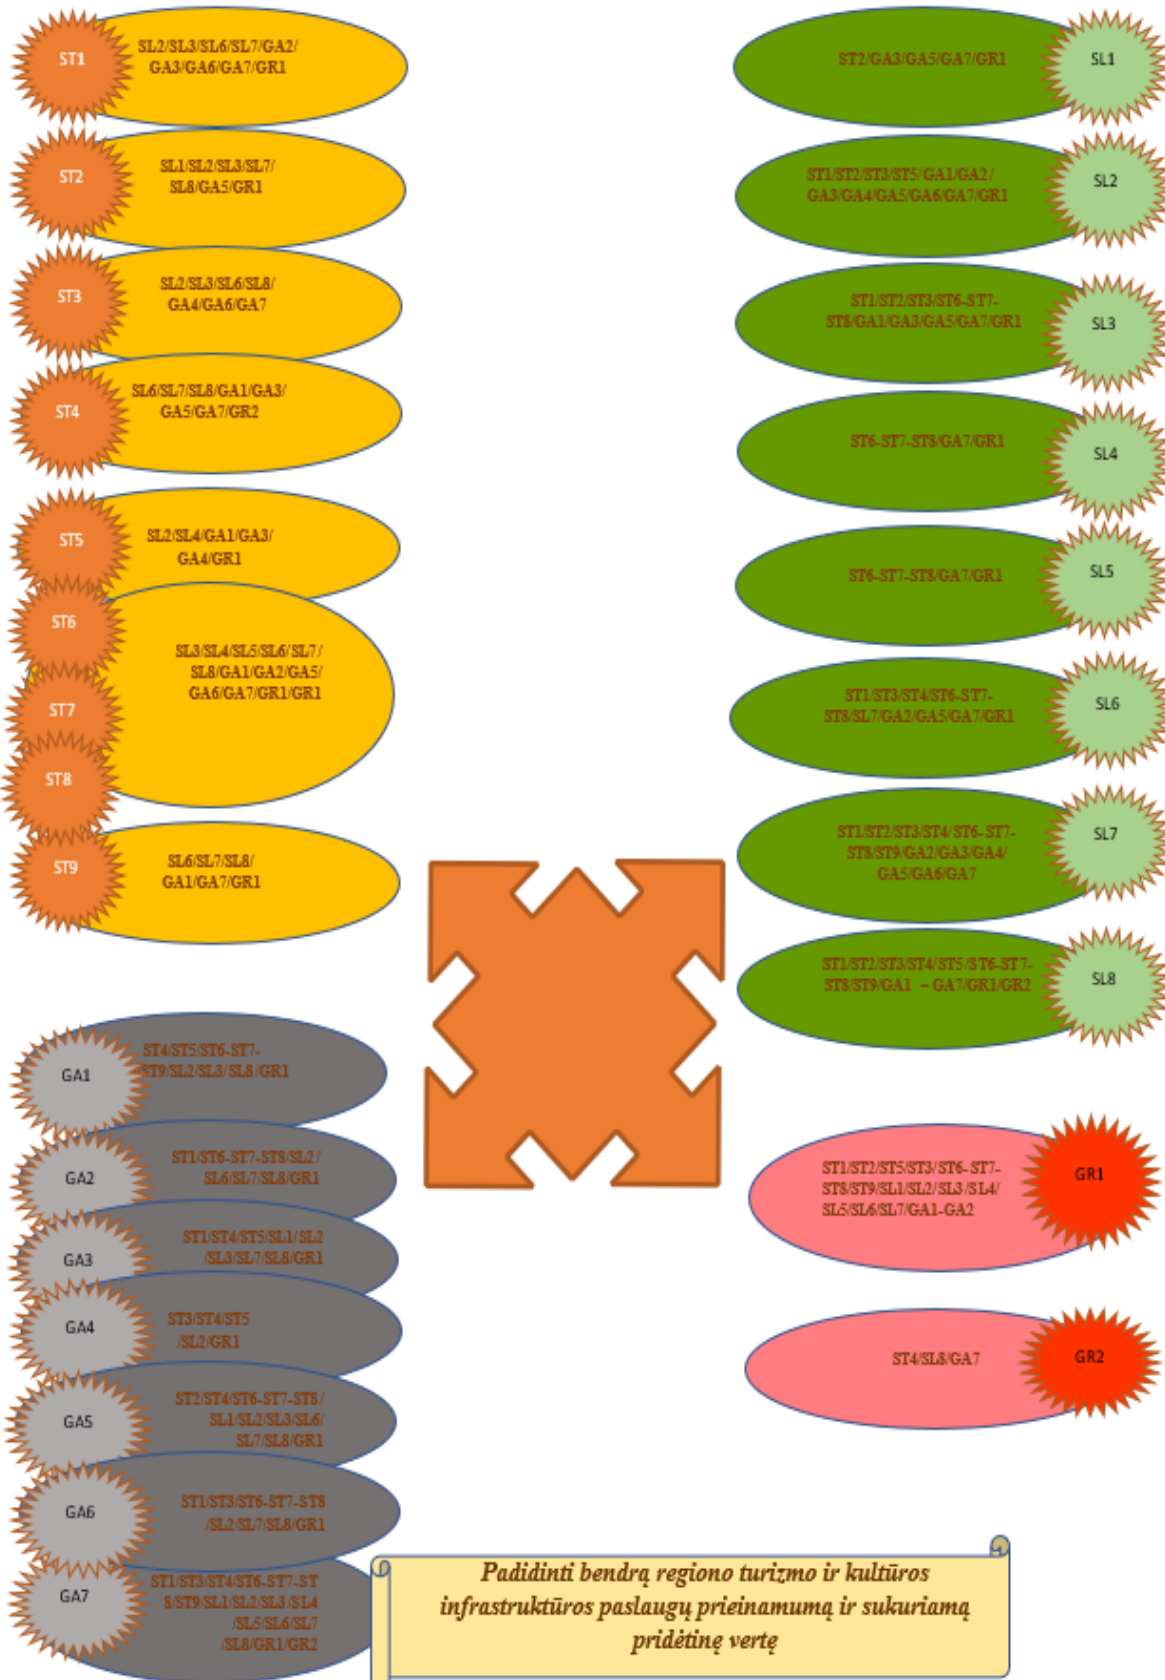 ST1
SL2/SL3/SL6/SL7/GA2/
GA3/GA6/GA7/GR1
ST2
SL1/SL2/SL3/SL7/
SL8/GA5/GR1
ST3
SL2/SL3/SL6/SL8/
GA4/GA6/GA7
ST4
SL6/SL7/SL8/GA1/GA3/
GA5/GA7/GR2
ST5
SL2/SL4/GA1/GA3/
GA4/GR1
ST6
ST7
ST8
SL3/SL4/SL5/SL6/SL7/
SL8/GA1/GA2/GA5/
GA6/GA7/GR1/GR1
ST9
SL6/SL7/SL8/
GA1/GA7/GR1
GA1
ST4/ST5/ST6-ST7-
ST9/SL2/SL3/SL8/GR1
GA2
ST1/ST6-ST7-ST8/SL2/
SL6/SL7/SL8/GR1
GA3
ST1/ST4/ST5/SL1/SL2
/SL3/SL7/SL8/GR1
GA4
ST3/ST4/ST5
/SL2/GR1
GA5
ST2/ST4/ST6-ST7-ST8/
SL1/SL2/SL3/SL6/
SL7/SL8/GR1
GA6
ST1/ST3/ST6-ST7-ST8
/SL2/SL7/SL8/GR1
GA7
ST1/ST3/ST4/ST6-ST7-ST
8/ST9/SL1/SL2/SL3/SL4
/SL5/SL6/SL7
/SL8/GR1/GR2
ST2/GA3/GA5/GA7/GR1
SL1
ST1/ST2/ST3/ST5/GA1/GA2/
GA3/GA4/GA5/GA6/GA7/GR1
SL2
ST1/ST2/ST3/ST6-ST7-
ST8/GA1/GA3/GA5/GA7/GR1
SL3
ST6-ST7-ST8/GA7/GR1
SL4
ST6-ST7-ST8/GA7/GR1
SL5
ST1/ST3/ST4/ST6-ST7-
ST8/SL7/GA2/GA5/GA7/GR1
SL6
ST1/ST2/ST3/ST4/ST6-ST7-
ST8/ST9/GA2/GA3/GA4/
GA5/GA6/GA7
SL7
ST1/ST2/ST3/ST4/ST5/ST6-ST7-
ST8/ST9/GA1 – GA7/GR1/GR2
SL8
ST1/ST2/ST5/ST3/ST6-ST7-
ST8/ST9/SL1/SL2/SL3/SL4/
SL5/SL6/SL7/GA1-GA2
GR1
ST4/SL8/GA7
GR2
Padidinti bendrą regiono turizmo ir kultūros
infrastruktūros paslaugų prieinamumą ir sukuriamą
pridėtinę vertę